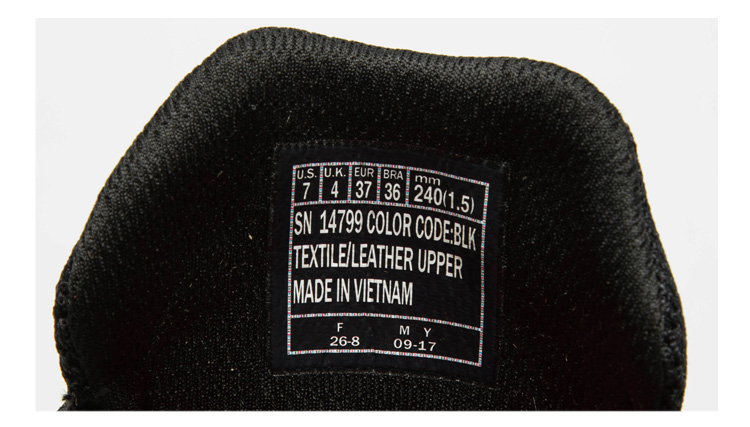 U.S. U.K. EUR BRA mm
7 4 37 36 240(1.5)
SN 14799 COLOR CODE:BLK
TEXTILE/LEATHER UPPER
MADE IN VIETNAM
F M Y
26-8 09-17